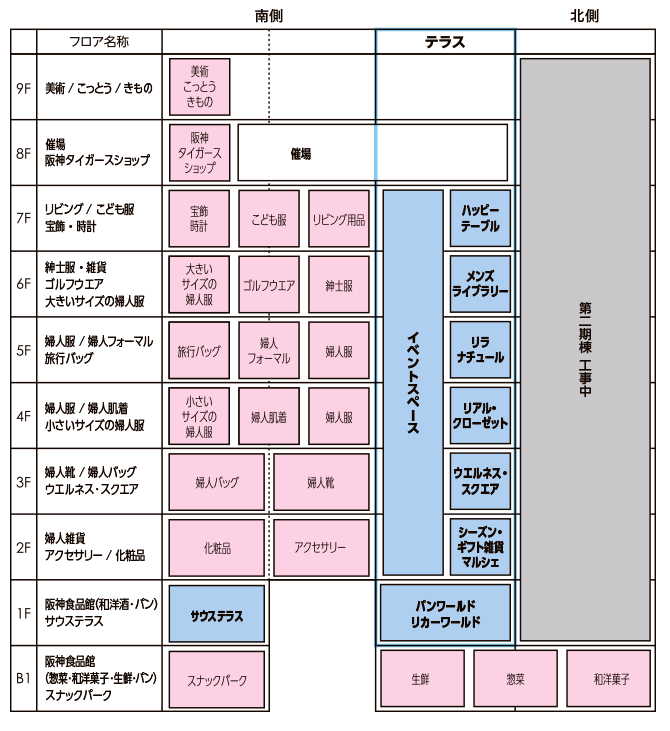 南側
北側
フロア名称
テラス
9F
美術 / こっとう / きもの
美術
こっとう
きもの
8F
催場
阪神タイガースショップ
阪神
タイガース
ショップ
催場
7F
リビング / こども服
宝飾・時計
宝飾
時計
こども服
リビング用品
ハッピー
テーブル
6F
紳士服・雑貨
ゴルフウエア
大きいサイズの婦人服
大きい
サイズの
婦人服
ゴルフウエア
紳士服
メンズ
ライブラリー
5F
婦人服 / 婦人フォーマル
旅行バッグ
旅行バッグ
婦人
フォーマル
婦人服
リラ
ナチュール
4F
婦人服 / 婦人肌着
小さいサイズの婦人服
小さい
サイズの
婦人服
婦人肌着
婦人服
リアル・
クローゼット
3F
婦人靴 / 婦人バッグ
ウエルネス・スクエア
婦人バッグ
婦人靴
ウエルネス・
スクエア
2F
婦人雑貨
アクセサリー / 化粧品
化粧品
アクセサリー
シーズン・
ギフト雑貨
マルシェ
イベントスペース
第二期棟 工事中
1F
阪神食品館(和洋酒・パン)
サウステラス
サウステラス
パンワールド
リカーワールド
B1
阪神食品館
(惣菜・和洋菓子・生鮮・パン)
スナックパーク
スナックパーク
生鮮
惣菜
和洋菓子